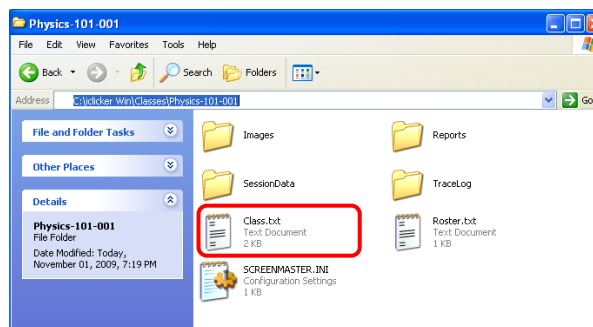 Physics-101-001
File Edit View Favorites Tools Help
Back Search Folders
Address C:\iclicker Win\Classes\Physics-101-001 Go
File and Folder Tasks
Other Places
Details
Physics-101-001
File Folder
Date Modified: Today,
November 01, 2009, 7:19 PM
Images
Reports
SessionData
TraceLog
Class.txt
Text Document
2 KB
Roster.txt
Text Document
1 KB
SCREENMASTER.INI
Configuration Settings
1 KB